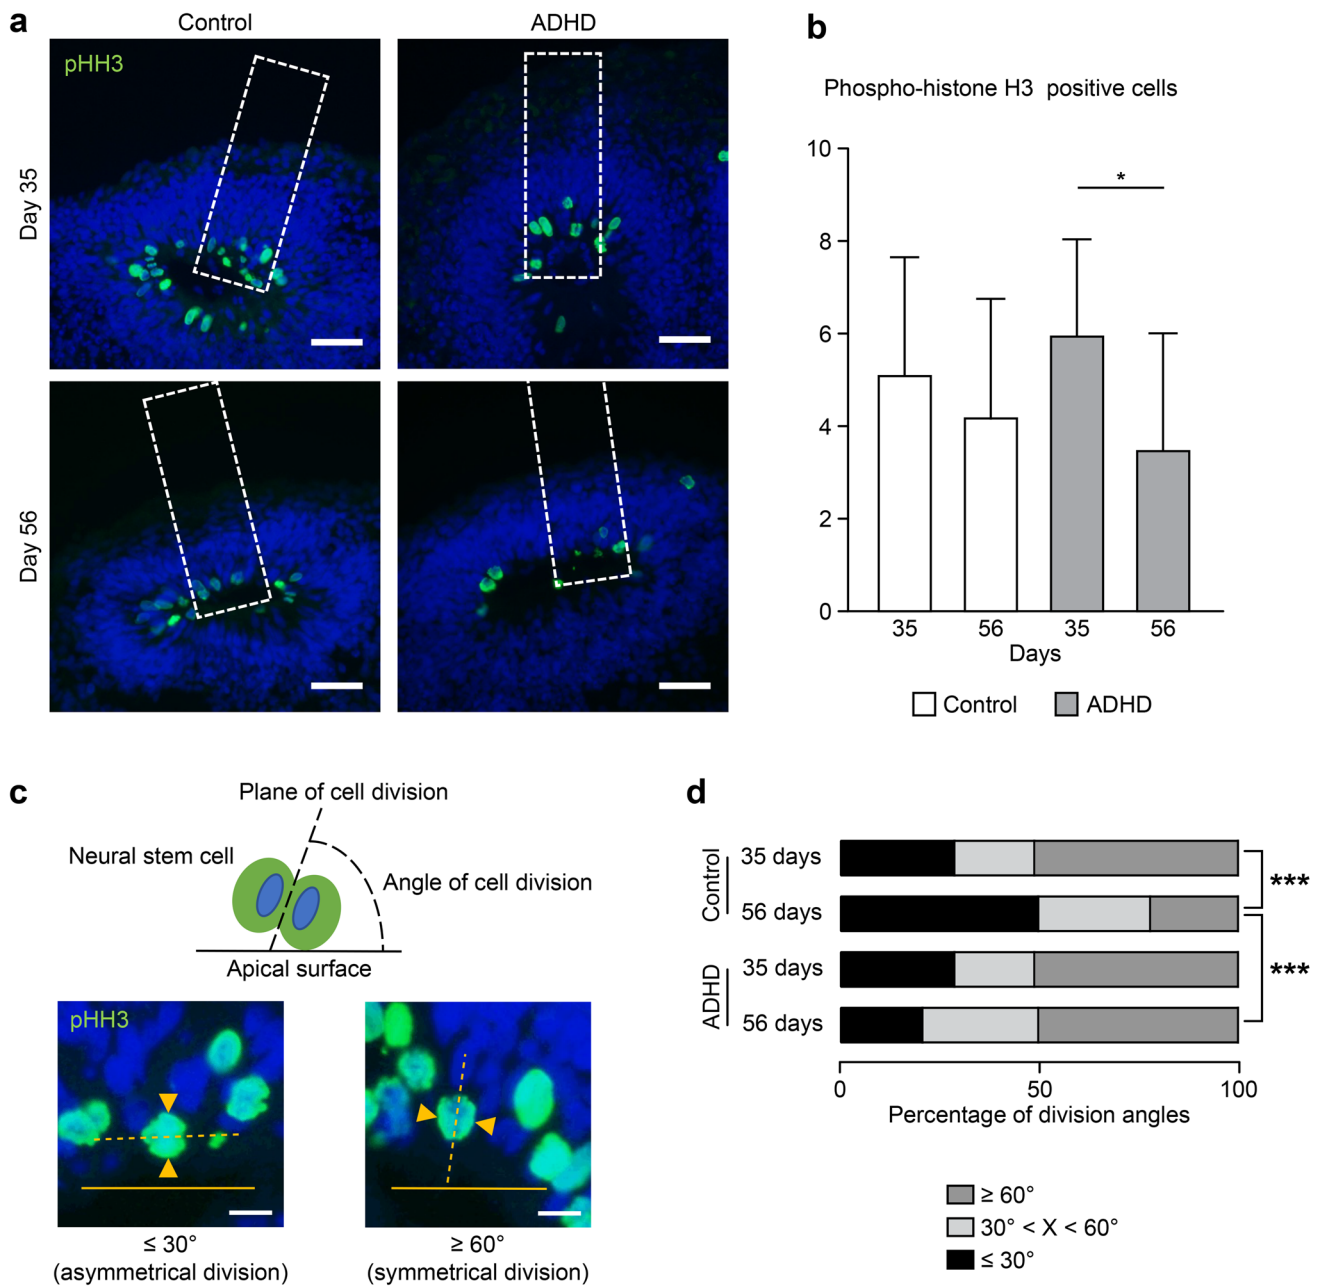 a
Control
ADHD
pHH3
Day 35
Day 56
b
Phospho-histone H3 positive cells
10
8
6
4
2
0
*
35
56
35
56
Days
Control
ADHD
c
Plane of cell division
Neural stem cell
Angle of cell division
Apical surface
pHH3
≤ 30°
(asymmetrical division)
≥ 60°
(symmetrical division)
d
Control
35 days
56 days
ADHD
35 days
56 days
***
***
0
50
100
Percentage of division angles
≥ 60°
30° < X < 60°
≤ 30°